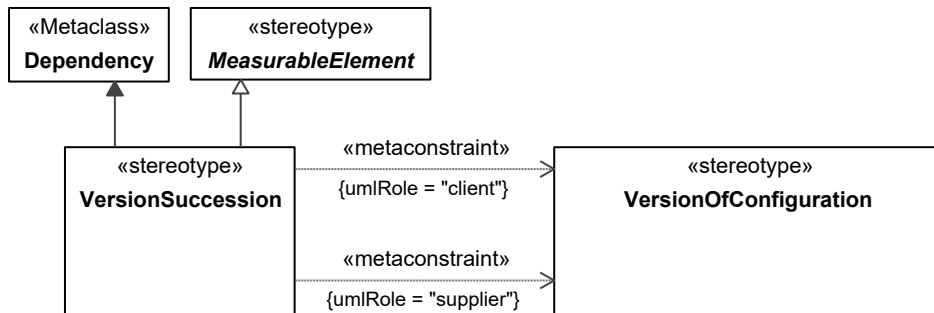 «Metaclass»
Dependency
«stereotype»
MeasurableElement
«stereotype»
VersionSuccession
«metaconstraint»
{umlRole = "client"}
«metaconstraint»
{umlRole = "supplier"}
«stereotype»
VersionOfConfiguration